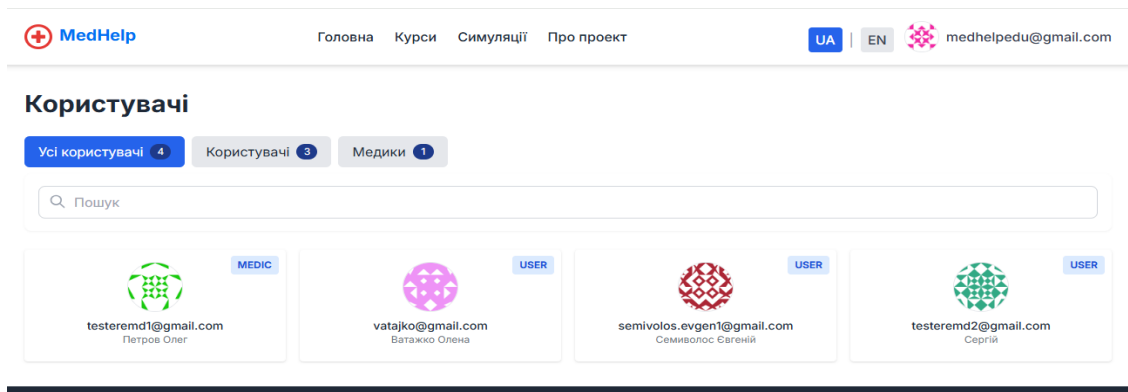 MedHelp Головна Курси Симуляції Про проект UA | EN medhelpedu@gmail.com
Користувачі
Усі користувачі 4 Користувачі 3 Медики 1
Пошук
MEDIC USER USER USER
testeremd1@gmail.com vatajko@gmail.com semivolos.evgen1@gmail.com testeremd2@gmail.com
Петров Олег Ватажко Олена Семиволос Євгеній Сергій